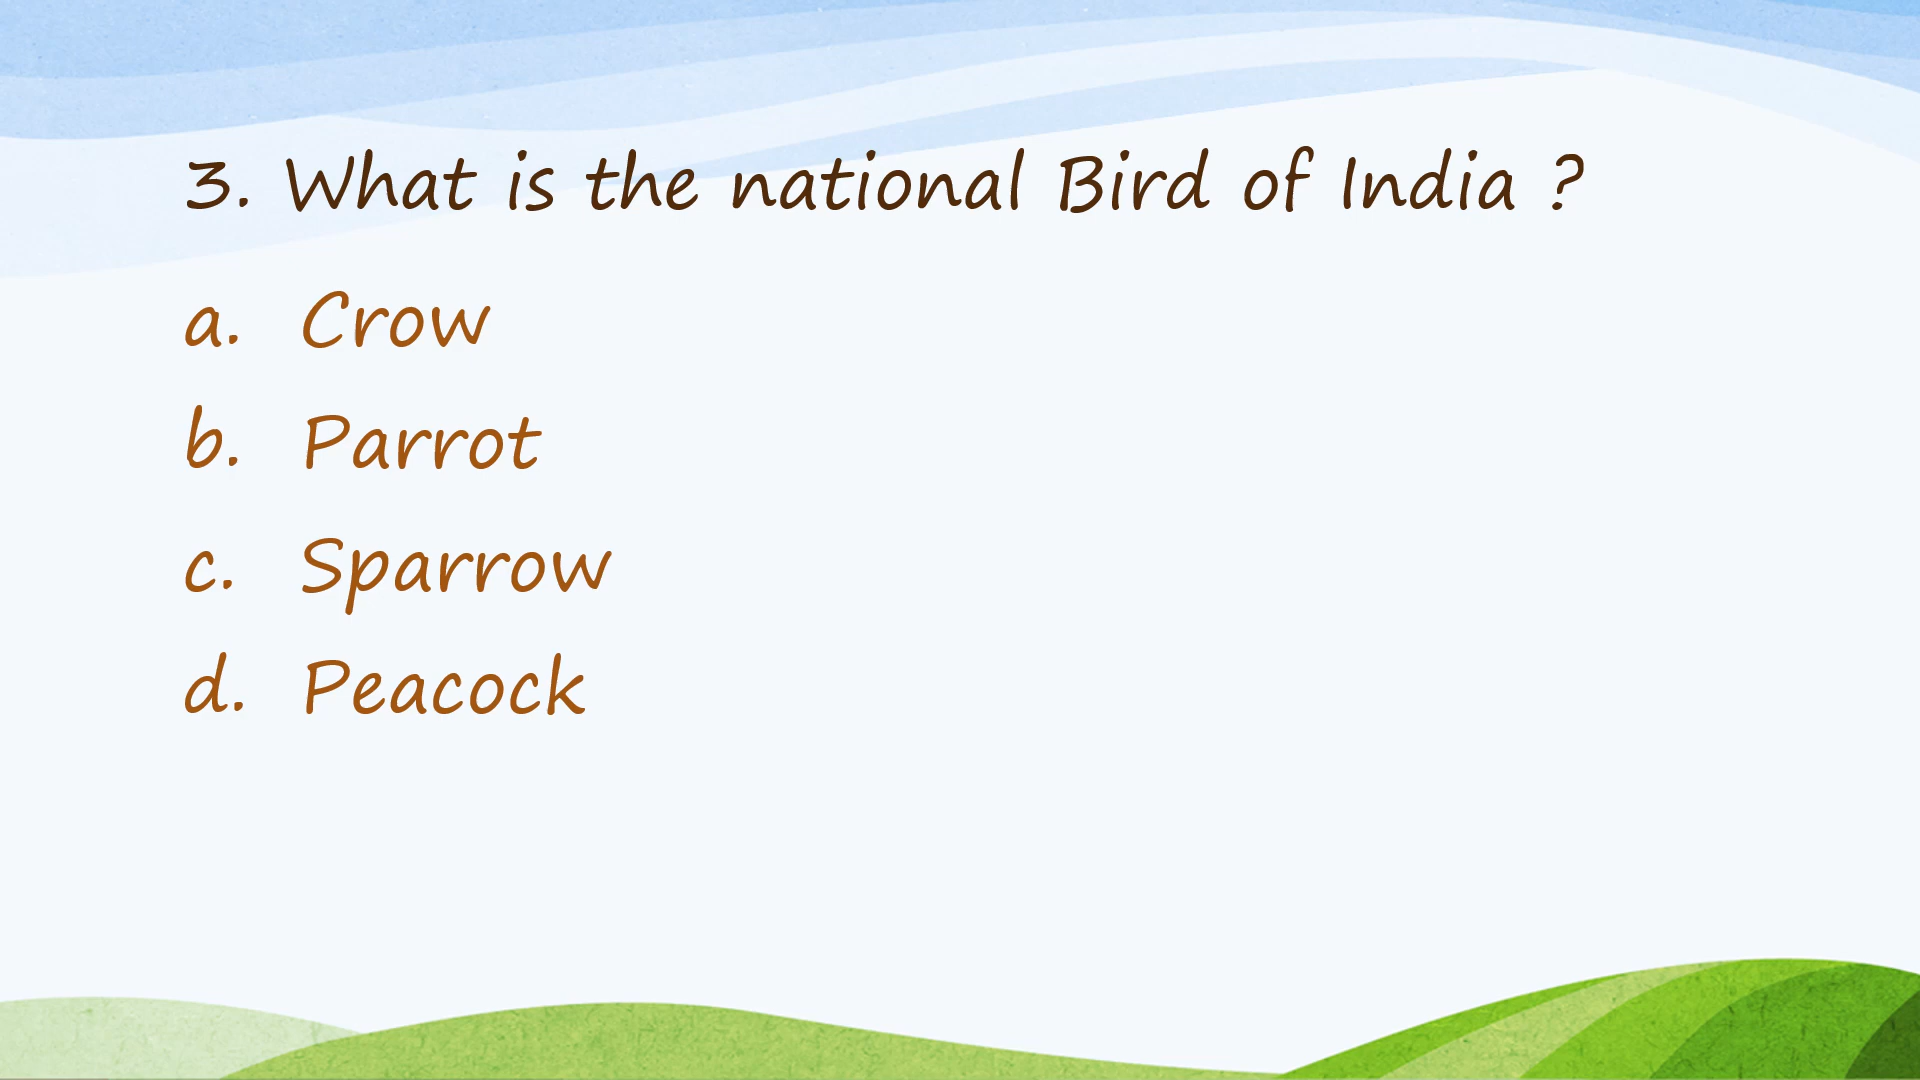 3. What is the national Bird of India ?
a. Crow
b. Parrot
c. Sparrow
d. Peacock